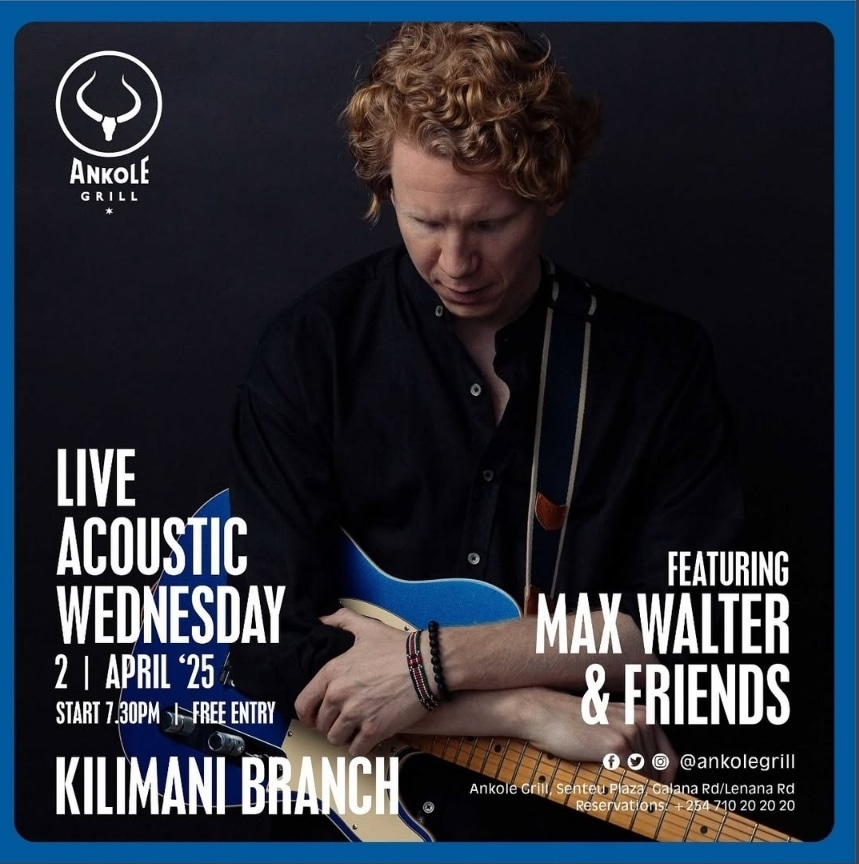 ANKOLE
GRILL
LIVE
ACOUSTIC
WEDNESDAY
2 | APRIL ‘25
START 7.30PM | FREE ENTRY
KILIMANI BRANCH
FEATURING
MAX WALTER
& FRIENDS
@ankolegrill
Ankole Grill, Senteu Plaza, Galana Rd/Lenana Rd
Reservations: +254 710 20 20 20